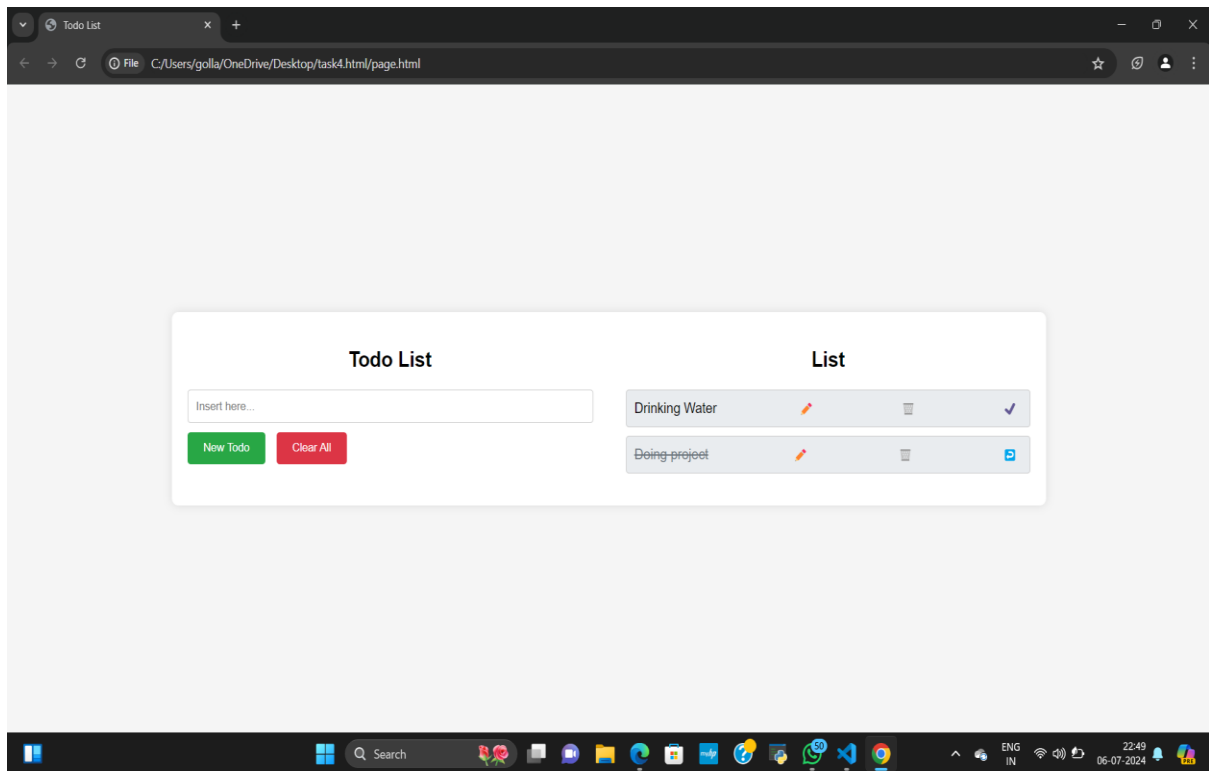 Todo List
File C:/Users/golla/OneDrive/Desktop/task4.html/page.html
Todo List
Insert here...
New Todo Clear All
List
Drinking Water
Doing project
Search
50
ENG
IN
22:49
06-07-2024
PRE